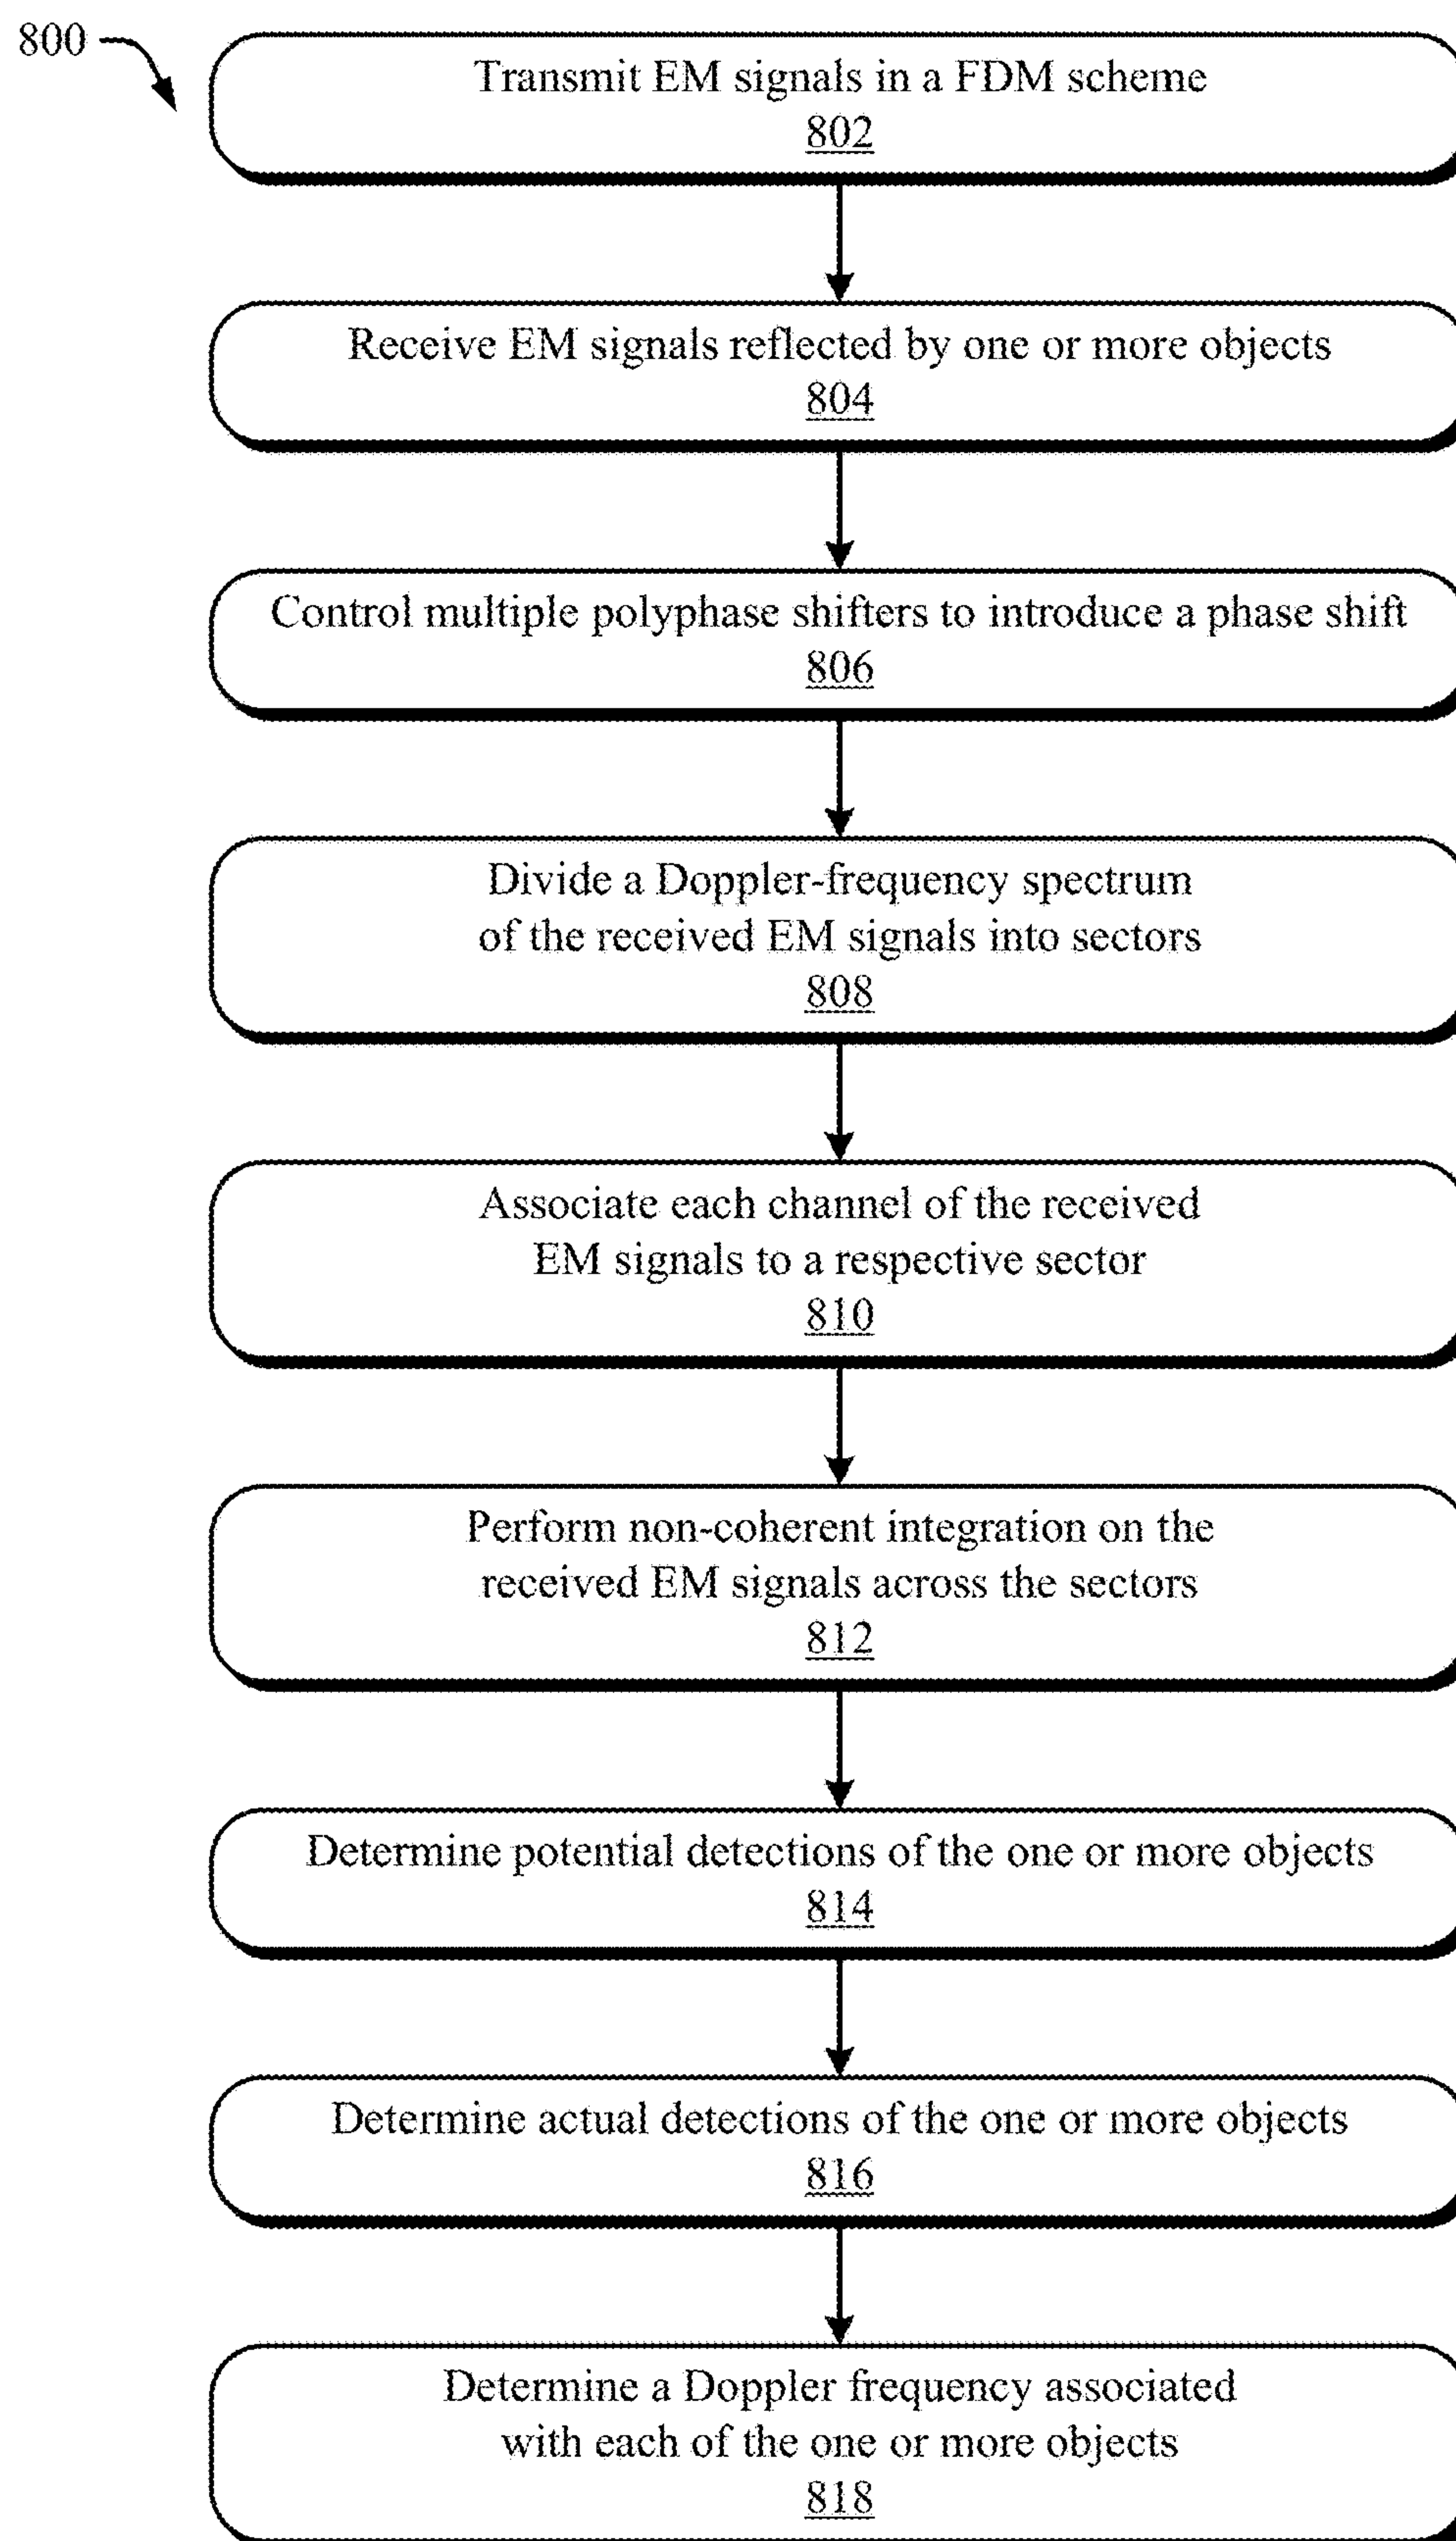 800
Transmit EM signals in a FDM scheme
802
Receive EM signals reflected by one or more objects
804
Control multiple polyphase shifters to introduce a phase shift
806
Divide a Doppler-frequency spectrum
of the received EM signals into sectors
808
Associate each channel of the received
EM signals to a respective sector
810
Perform non-coherent integration on the
received EM signals across the sectors
812
Determine potential detections of the one or more objects
814
Determine actual detections of the one or more objects
816
Determine a Doppler frequency associated
with each of the one or more objects
818